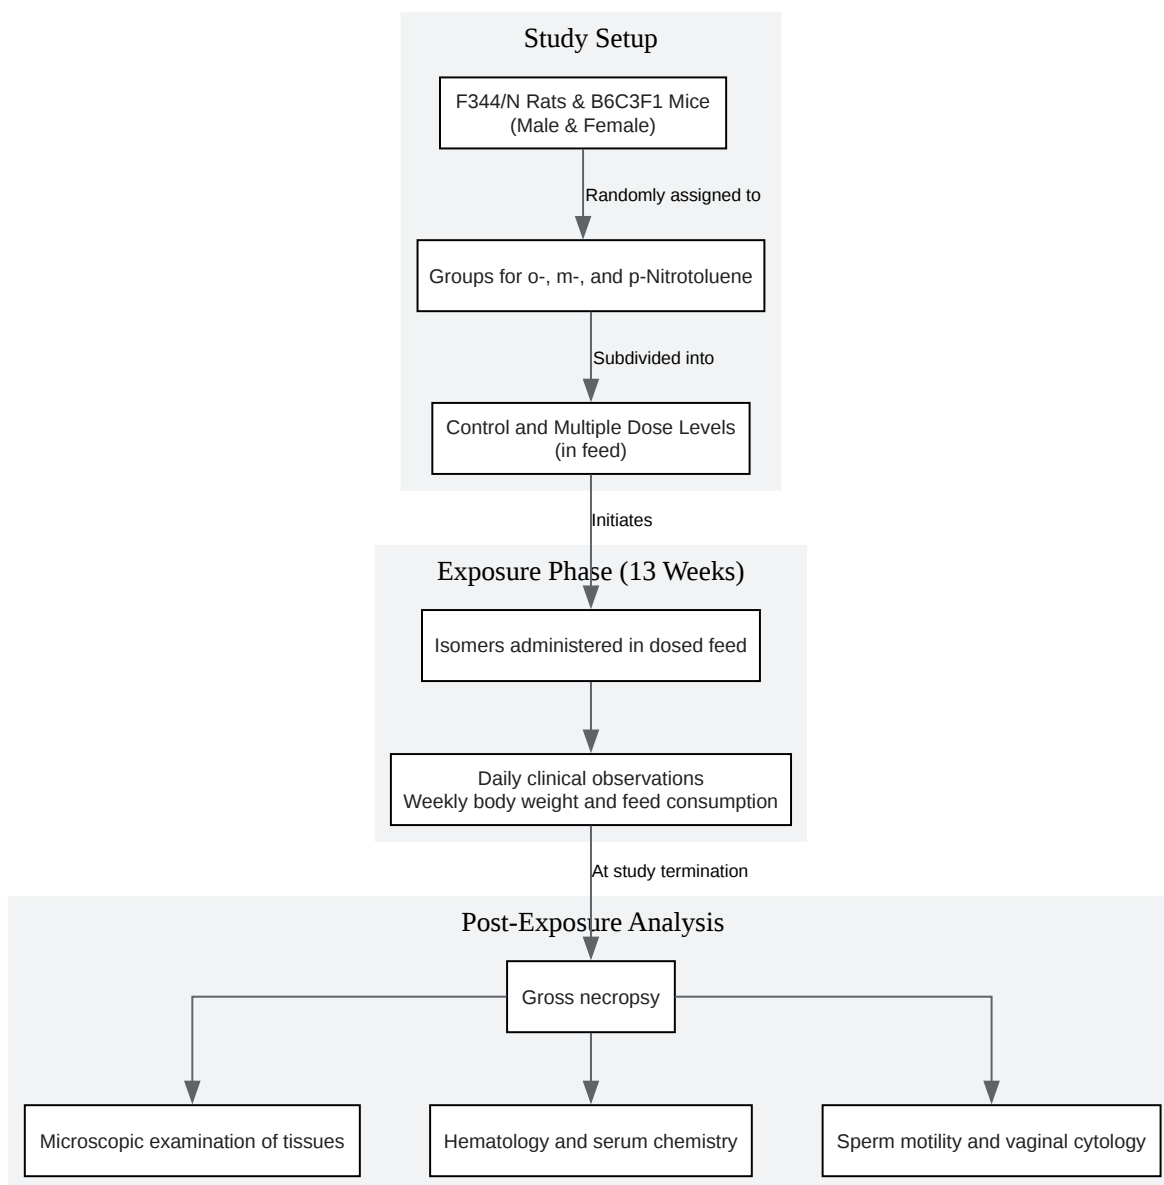 Study Setup
F344/N Rats & B6C3F1 Mice
(Male & Female)
Randomly assigned to
Groups for o-, m-, and p-Nitrotoluene
Subdivided into
Control and Multiple Dose Levels
(in feed)
Initiates
Exposure Phase (13 Weeks)
Isomers administered in dosed feed
Daily clinical observations
Weekly body weight and feed consumption
At study termination
Post-Exposure Analysis
Gross necropsy
Microscopic examination of tissues
Hematology and serum chemistry
Sperm motility and vaginal cytology